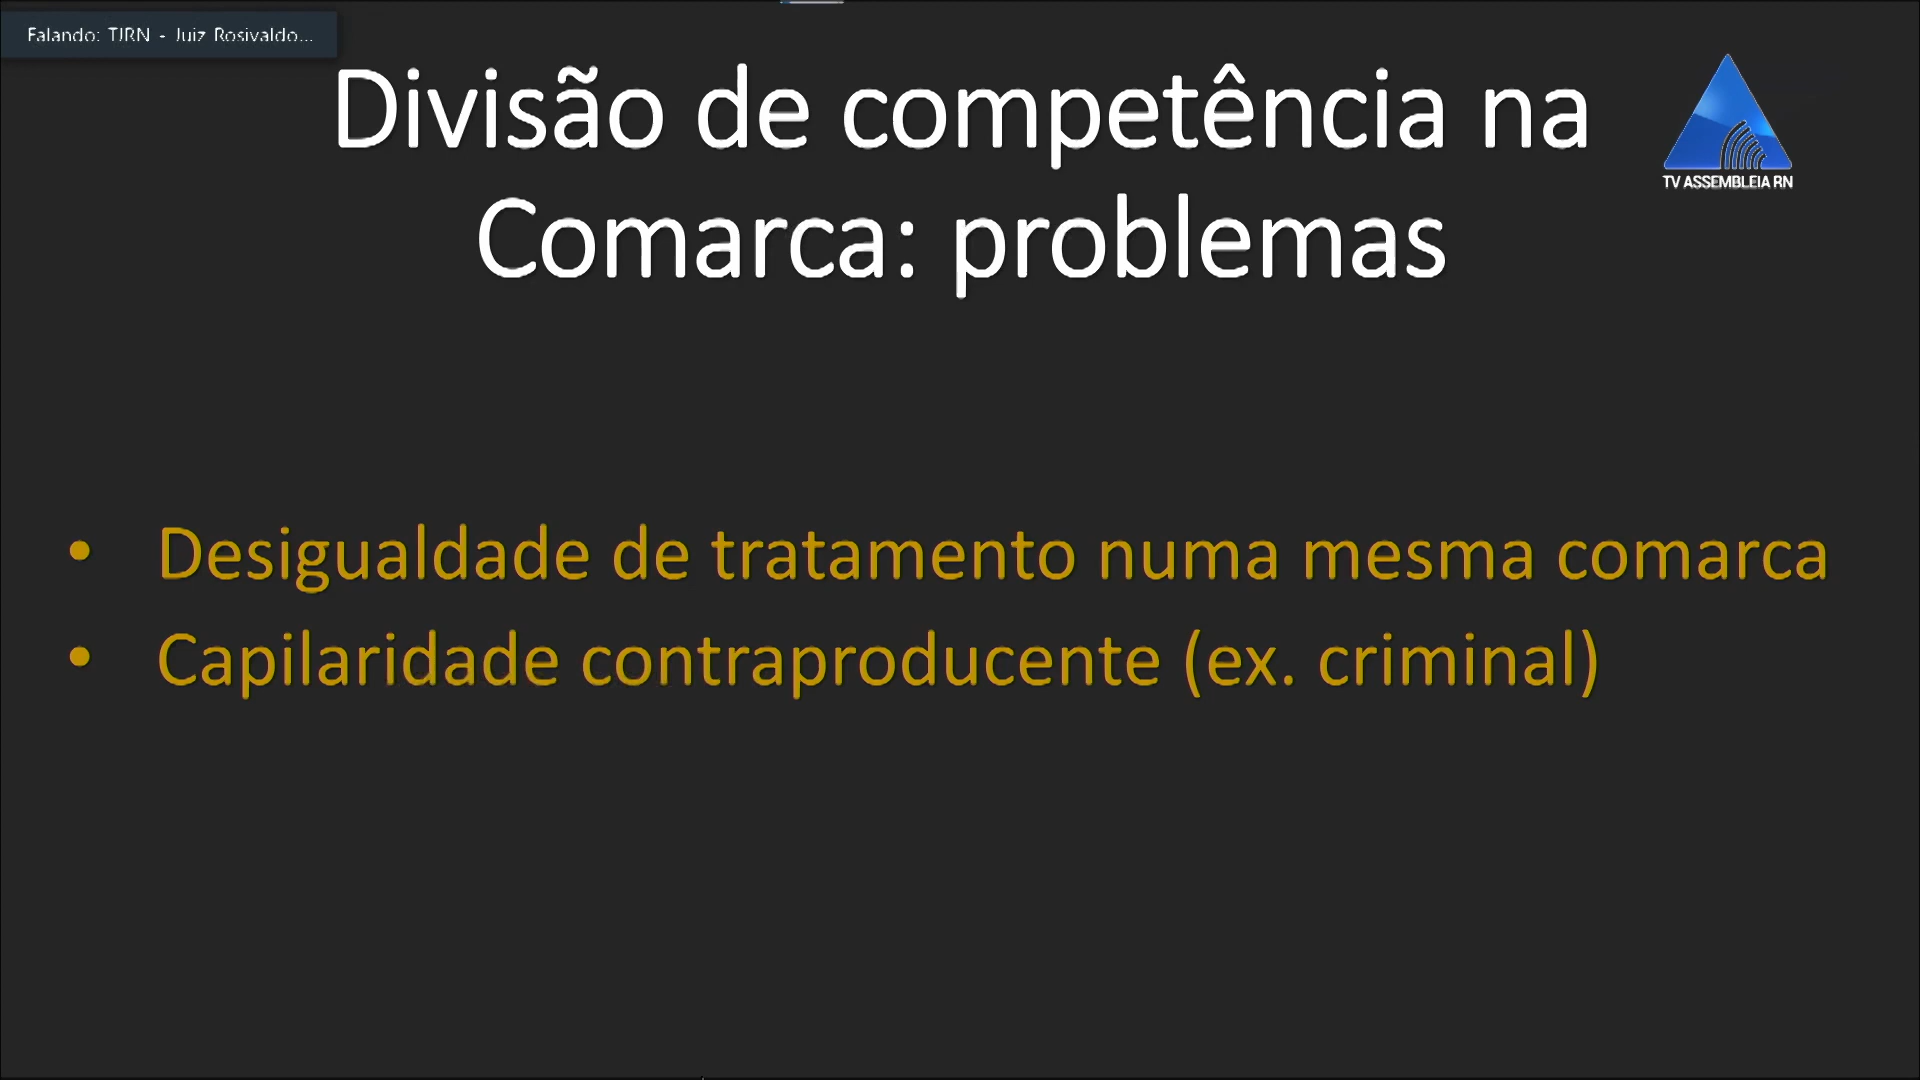 Falando: TJRN - Juiz Rosivaldo...
Divisão de competência na
Comarca: problemas
TV ASSEMBLEIA RN
• Desigualdade de tratamento numa mesma comarca
• Capilaridade contraproducente (ex. criminal)